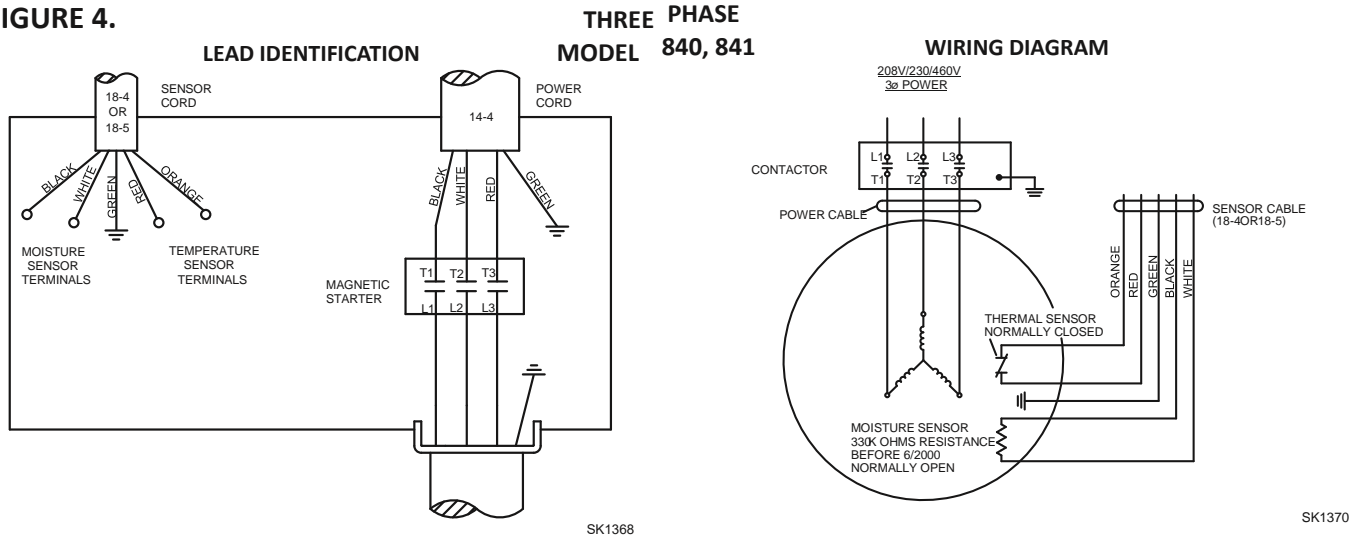 IGURE 4.
THREE PHASE
MODEL 840, 841
LEAD IDENTIFICATION
SENSOR
CORD
18-4
OR
18-5
BLACK
WHITE
GREEN
RED
ORANGE
MOISTURE
SENSOR
TERMINALS
TEMPERATURE
SENSOR
TERMINALS
POWER
CORD
14-4
BLACK
WHITE
RED
GREEN
MAGNETIC
STARTER
T1 T2 T3
L1 L2 L3
SK1368
WIRING DIAGRAM
208V/230/460V
3ø POWER
CONTACTOR
L1 L2 L3
T1 T2 T3
POWER CABLE
SENSOR CABLE
(18-4OR18-5)
ORANGE
RED
GREEN
BLACK
WHITE
THERMAL SENSOR
NORMALLY CLOSED
MOISTURE SENSOR
330K OHMS RESISTANCE
BEFORE 6/2000
NORMALLY OPEN
SK1370